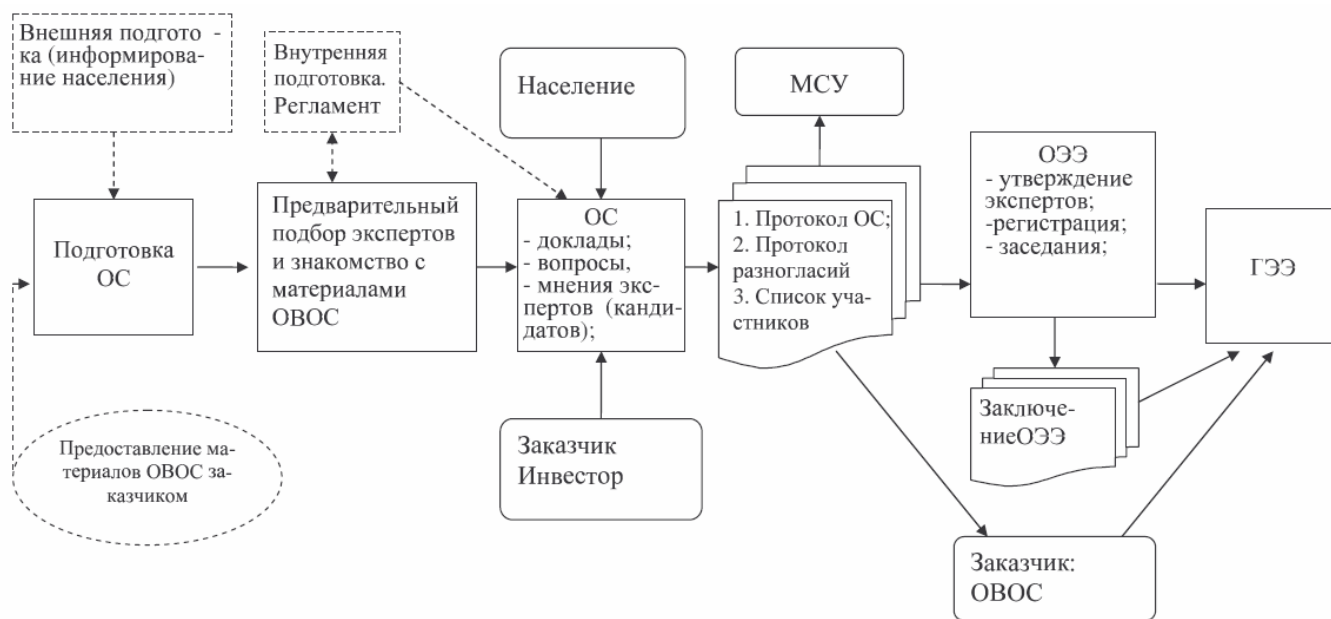 Внешняя подгото -
ка (информирова-
ние населения)
Внутренняя
подготовка.
Регламент
Население
МСУ
Подготовка
ОС
Предварительный
подбор экспертов
и знакомство с
материалами
ОВОС
ОС
- доклады;
- вопросы,
- мнения экс-
пертов (канди-
датов);
1. Протокол ОС;
2. Протокол
разногласий
3. Список уча-
стников
ОЭЭ
- утверждение
экспертов;
-регистрация;
- заседания;
ГЭЭ
Предоставление ма-
териалов ОВОС за-
казчиком
Заказчик
Инвестор
Заключе-
ниеОЭЭ
Заказчик:
ОВОС